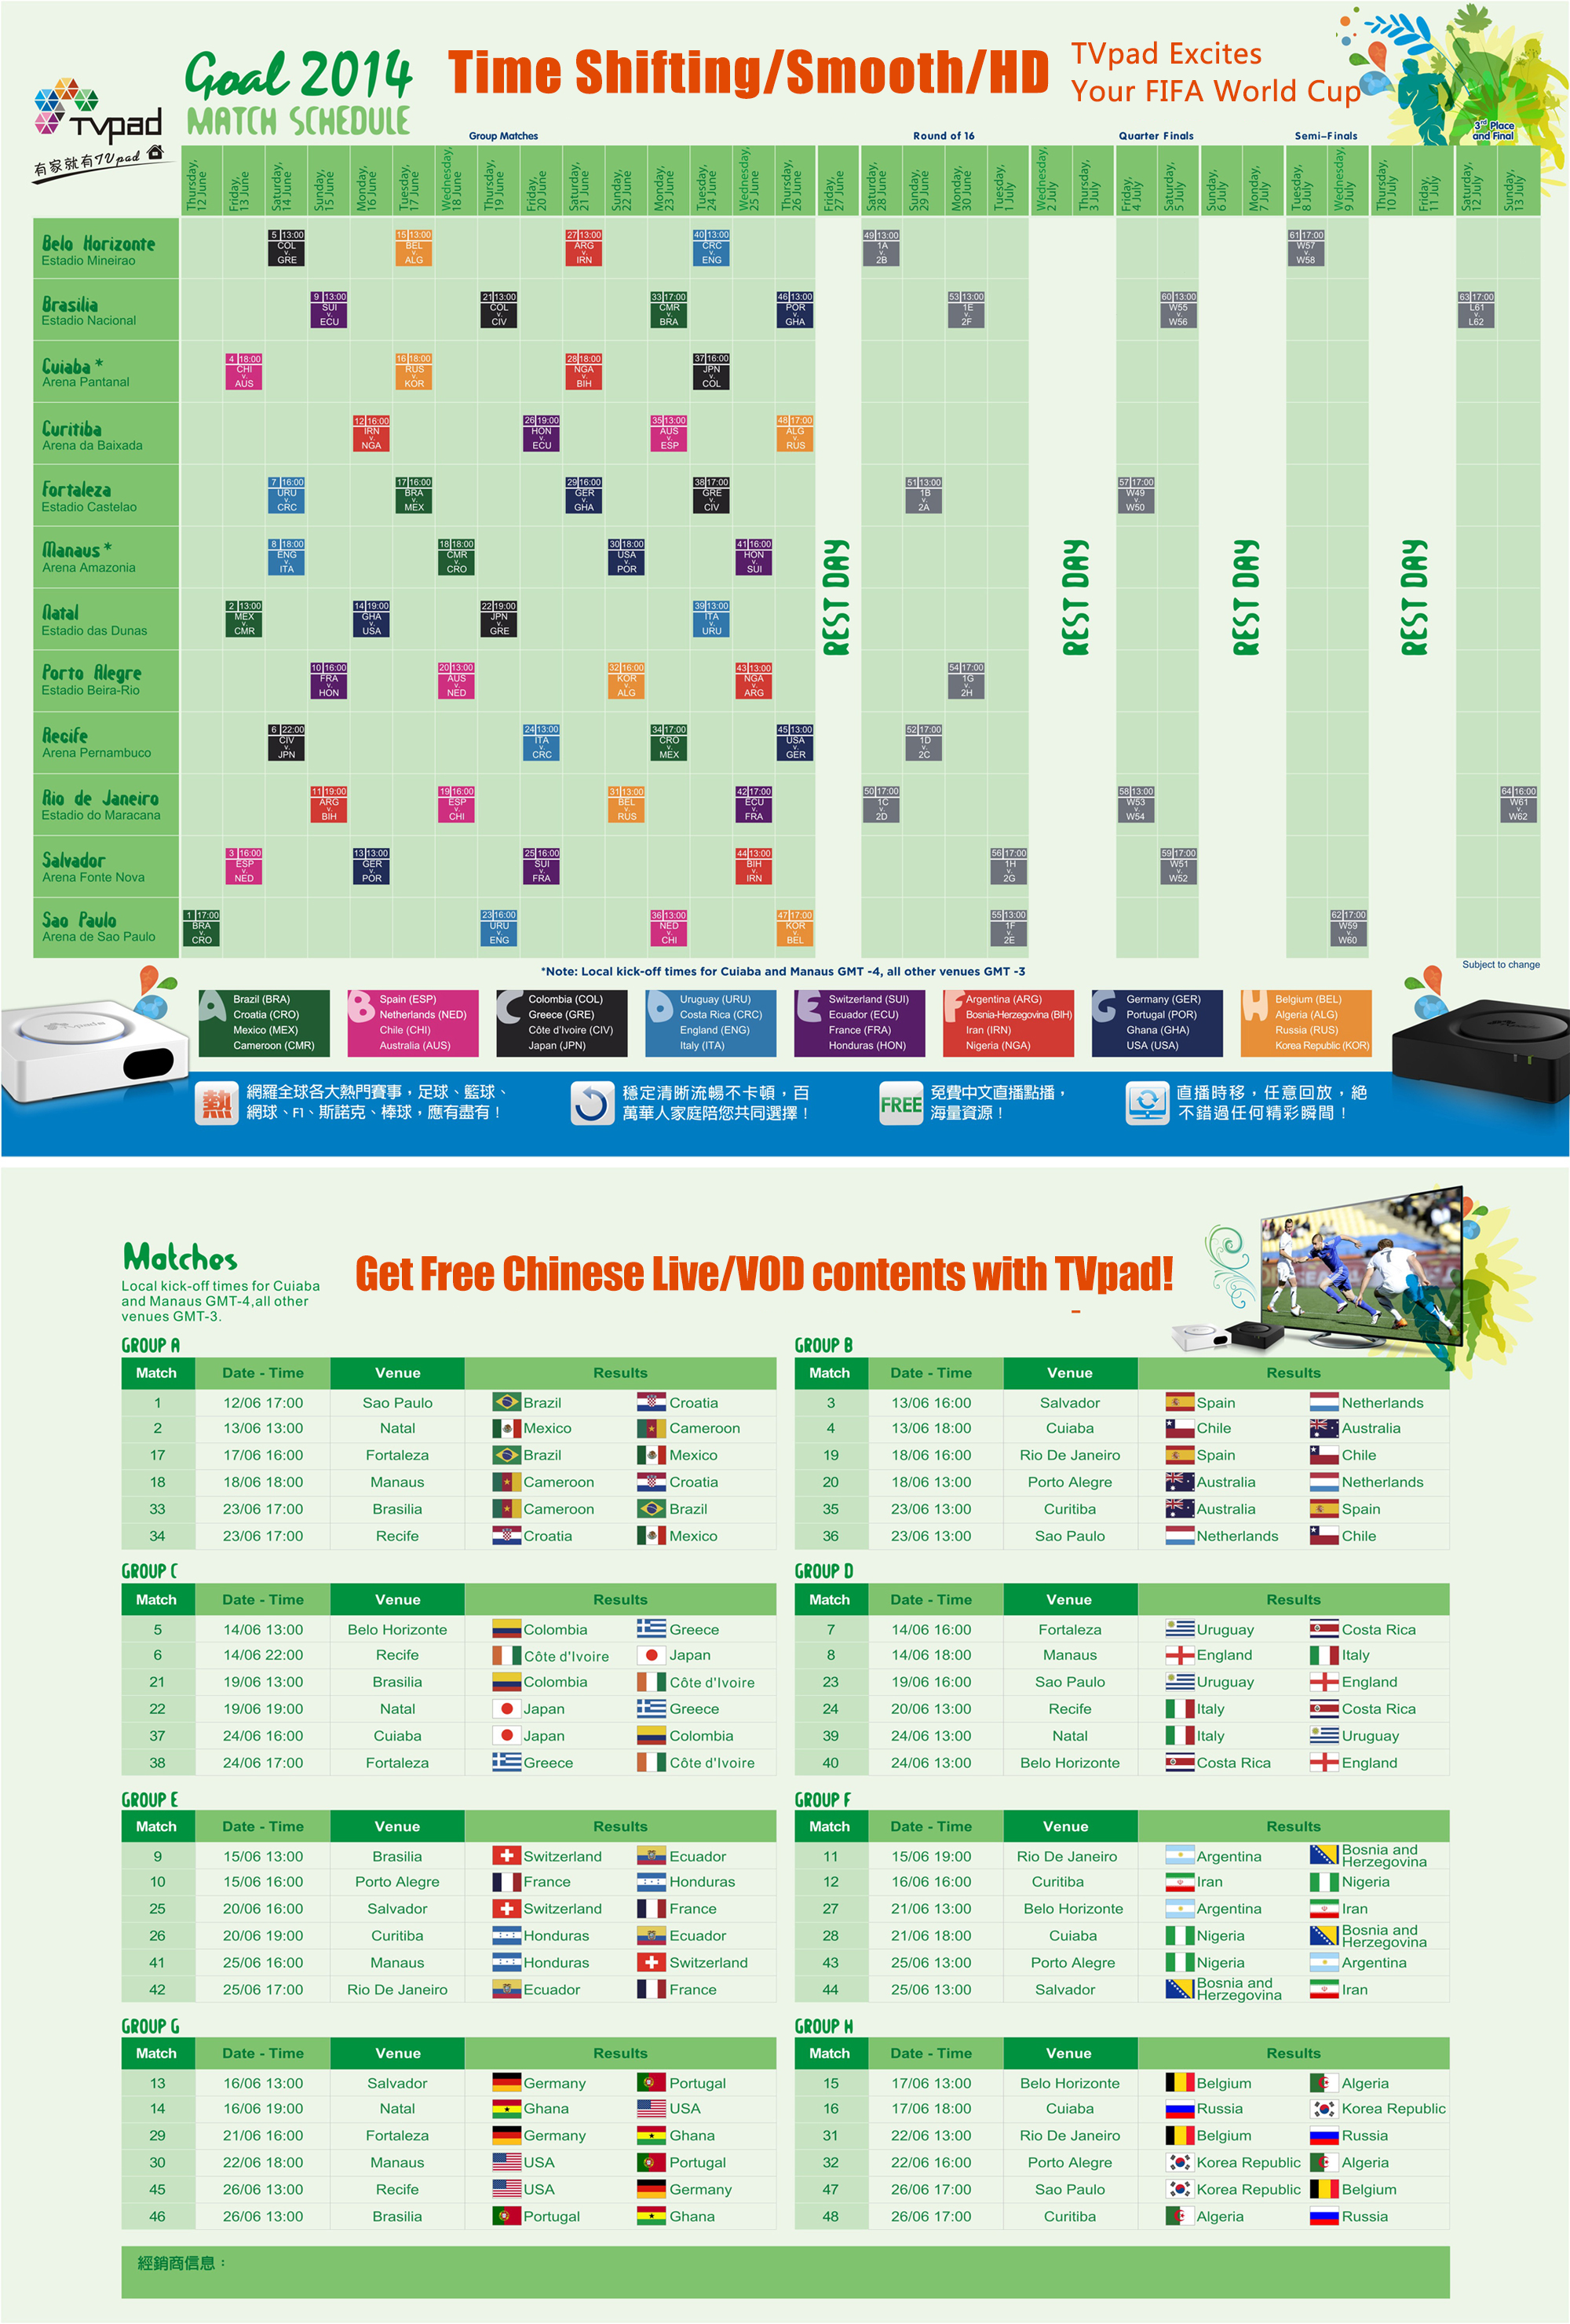 TVpad
有家就有TVpad
Goal 2014
MATCH SCHEDULE
Time Shifting/Smooth/HD
TVpad Excites
Your FIFA World Cup
Group Matches
Round of 16
Quarter Finals
Semi-Finals
3rd Place
and Final
Thursday, 12 June
Friday, 13 June
Saturday, 14 June
Sunday, 15 June
Monday, 16 June
Tuesday, 17 June
Wednesday, 18 June
Thursday, 19 June
Friday, 20 June
Saturday, 21 June
Sunday, 22 June
Monday, 23 June
Tuesday, 24 June
Wednesday, 25 June
Thursday, 26 June
Friday, 27 June
Saturday, 28 June
Sunday, 29 June
Monday, 30 June
Tuesday, 1 July
Wednesday, 2 July
Thursday, 3 July
Friday, 4 July
Saturday, 5 July
Sunday, 6 July
Monday, 7 July
Tuesday, 8 July
Wednesday, 9 July
Thursday, 10 July
Friday, 11 July
Saturday, 12 July
Sunday, 13 July
Belo Horizonte
Estadio Mineirao
5 13:00 COL v. GRE
15 13:00 BEL v. ALG
27 13:00 ARG v. IRN
40 13:00 CRC v. ENG
49 13:00 1A v. 2B
61 17:00 W57 v. W58
Brasilia
Estadio Nacional
9 13:00 SUI v. ECU
21 13:00 COL v. CIV
33 17:00 CMR v. BRA
46 13:00 POR v. GHA
53 13:00 1E v. 2F
60 13:00 W55 v. W56
63 17:00 L61 v. L62
Cuiaba *
Arena Pantanal
4 18:00 CHI v. AUS
16 18:00 RUS v. KOR
28 18:00 NGA v. BIH
37 16:00 JPN v. COL
Curitiba
Arena da Baixada
12 16:00 IRN v. NGA
26 19:00 HON v. ECU
35 13:00 AUS v. ESP
48 17:00 ALG v. RUS
Fortaleza
Estadio Castelao
7 16:00 URU v. CRC
17 16:00 BRA v. MEX
29 16:00 GER v. GHA
38 17:00 GRE v. CIV
51 13:00 1B v. 2A
57 17:00 W49 v. W50
Manaus *
Arena Amazonia
8 18:00 ENG v. ITA
18 18:00 CMR v. CRO
30 18:00 USA v. POR
41 16:00 HON v. SUI
REST DAY
REST DAY
REST DAY
REST DAY
Natal
Estadio das Dunas
2 13:00 MEX v. CMR
14 19:00 GHA v. USA
22 19:00 JPN v. GRE
39 13:00 ITA v. URU
Porto Alegre
Estadio Beira-Rio
10 16:00 FRA v. HON
20 13:00 AUS v. NED
32 16:00 KOR v. ALG
43 13:00 NGA v. ARG
54 17:00 1G v. 2H
Recife
Arena Pernambuco
6 22:00 CIV v. JPN
24 13:00 ITA v. CRC
34 17:00 CRO v. MEX
45 13:00 USA v. GER
52 17:00 1D v. 2C
Rio de Janeiro
Estadio do Maracana
11 19:00 ARG v. BIH
19 16:00 ESP v. CHI
31 13:00 BEL v. RUS
42 17:00 ECU v. FRA
50 17:00 1C v. 2D
58 13:00 W53 v. W54
64 16:00 W61 v. W62
Salvador
Arena Fonte Nova
3 16:00 ESP v. NED
13 13:00 GER v. POR
25 16:00 SUI v. FRA
44 13:00 BIH v. IRN
56 17:00 1H v. 2G
59 17:00 W51 v. W52
Sao Paulo
Arena de Sao Paulo
1 17:00 BRA v. CRO
23 16:00 URU v. ENG
36 13:00 NED v. CHI
47 17:00 KOR v. BEL
55 13:00 1F v. 2E
62 17:00 W59 v. W60
*Note: Local kick-off times for Cuiaba and Manaus GMT -4, all other venues GMT -3
Subject to change
A
Brazil (BRA)
Croatia (CRO)
Mexico (MEX)
Cameroon (CMR)
B
Spain (ESP)
Netherlands (NED)
Chile (CHI)
Australia (AUS)
C
Colombia (COL)
Greece (GRE)
Côte d'Ivoire (CIV)
Japan (JPN)
D
Uruguay (URU)
Costa Rica (CRC)
England (ENG)
Italy (ITA)
E
Switzerland (SUI)
Ecuador (ECU)
France (FRA)
Honduras (HON)
F
Argentina (ARG)
Bosnia-Herzegovina (BIH)
Iran (IRN)
Nigeria (NGA)
G
Germany (GER)
Portugal (POR)
Ghana (GHA)
USA (USA)
H
Belgium (BEL)
Algeria (ALG)
Russia (RUS)
Korea Republic (KOR)
熱
網羅全球各大熱門賽事，足球、籃球、
網球、F1、斯諾克、棒球，應有盡有！
穩定清晰流暢不卡頓，百
萬華人家庭陪您共同選擇！
FREE
免費中文直播點播，
海量資源！
直播時移，任意回放，絕
不錯過任何精彩瞬間！
Matches
Local kick-off times for Cuiaba
and Manaus GMT-4,all other
venues GMT-3.
Get Free Chinese Live/VOD contents with TVpad!
GROUP A
Match Date - Time Venue Results
1 12/06 17:00 Sao Paulo Brazil Croatia
2 13/06 13:00 Natal Mexico Cameroon
17 17/06 16:00 Fortaleza Brazil Mexico
18 18/06 18:00 Manaus Cameroon Croatia
33 23/06 17:00 Brasilia Cameroon Brazil
34 23/06 17:00 Recife Croatia Mexico
GROUP B
Match Date - Time Venue Results
3 13/06 16:00 Salvador Spain Netherlands
4 13/06 18:00 Cuiaba Chile Australia
19 18/06 16:00 Rio De Janeiro Spain Chile
20 18/06 13:00 Porto Alegre Australia Netherlands
35 23/06 13:00 Curitiba Australia Spain
36 23/06 13:00 Sao Paulo Netherlands Chile
GROUP C
Match Date - Time Venue Results
5 14/06 13:00 Belo Horizonte Colombia Greece
6 14/06 22:00 Recife Côte d'Ivoire Japan
21 19/06 13:00 Brasilia Colombia Côte d'Ivoire
22 19/06 19:00 Natal Japan Greece
37 24/06 16:00 Cuiaba Japan Colombia
38 24/06 17:00 Fortaleza Greece Côte d'Ivoire
GROUP D
Match Date - Time Venue Results
7 14/06 16:00 Fortaleza Uruguay Costa Rica
8 14/06 18:00 Manaus England Italy
23 19/06 16:00 Sao Paulo Uruguay England
24 20/06 13:00 Recife Italy Costa Rica
39 24/06 13:00 Natal Italy Uruguay
40 24/06 13:00 Belo Horizonte Costa Rica England
GROUP E
Match Date - Time Venue Results
9 15/06 13:00 Brasilia Switzerland Ecuador
10 15/06 16:00 Porto Alegre France Honduras
25 20/06 16:00 Salvador Switzerland France
26 20/06 19:00 Curitiba Honduras Ecuador
41 25/06 16:00 Manaus Honduras Switzerland
42 25/06 17:00 Rio De Janeiro Ecuador France
GROUP F
Match Date - Time Venue Results
11 15/06 19:00 Rio De Janeiro Argentina Bosnia and Herzegovina
12 16/06 16:00 Curitiba Iran Nigeria
27 21/06 13:00 Belo Horizonte Argentina Iran
28 21/06 18:00 Cuiaba Nigeria Bosnia and Herzegovina
43 25/06 13:00 Porto Alegre Nigeria Argentina
44 25/06 13:00 Salvador Bosnia and Herzegovina Iran
GROUP G
Match Date - Time Venue Results
13 16/06 13:00 Salvador Germany Portugal
14 16/06 19:00 Natal Ghana USA
29 21/06 16:00 Fortaleza Germany Ghana
30 22/06 18:00 Manaus USA Portugal
45 26/06 13:00 Recife USA Germany
46 26/06 13:00 Brasilia Portugal Ghana
GROUP H
Match Date - Time Venue Results
15 17/06 13:00 Belo Horizonte Belgium Algeria
16 17/06 18:00 Cuiaba Russia Korea Republic
31 22/06 13:00 Rio De Janeiro Belgium Russia
32 22/06 16:00 Porto Alegre Korea Republic Algeria
47 26/06 17:00 Sao Paulo Korea Republic Belgium
48 26/06 17:00 Curitiba Algeria Russia
經銷商信息：